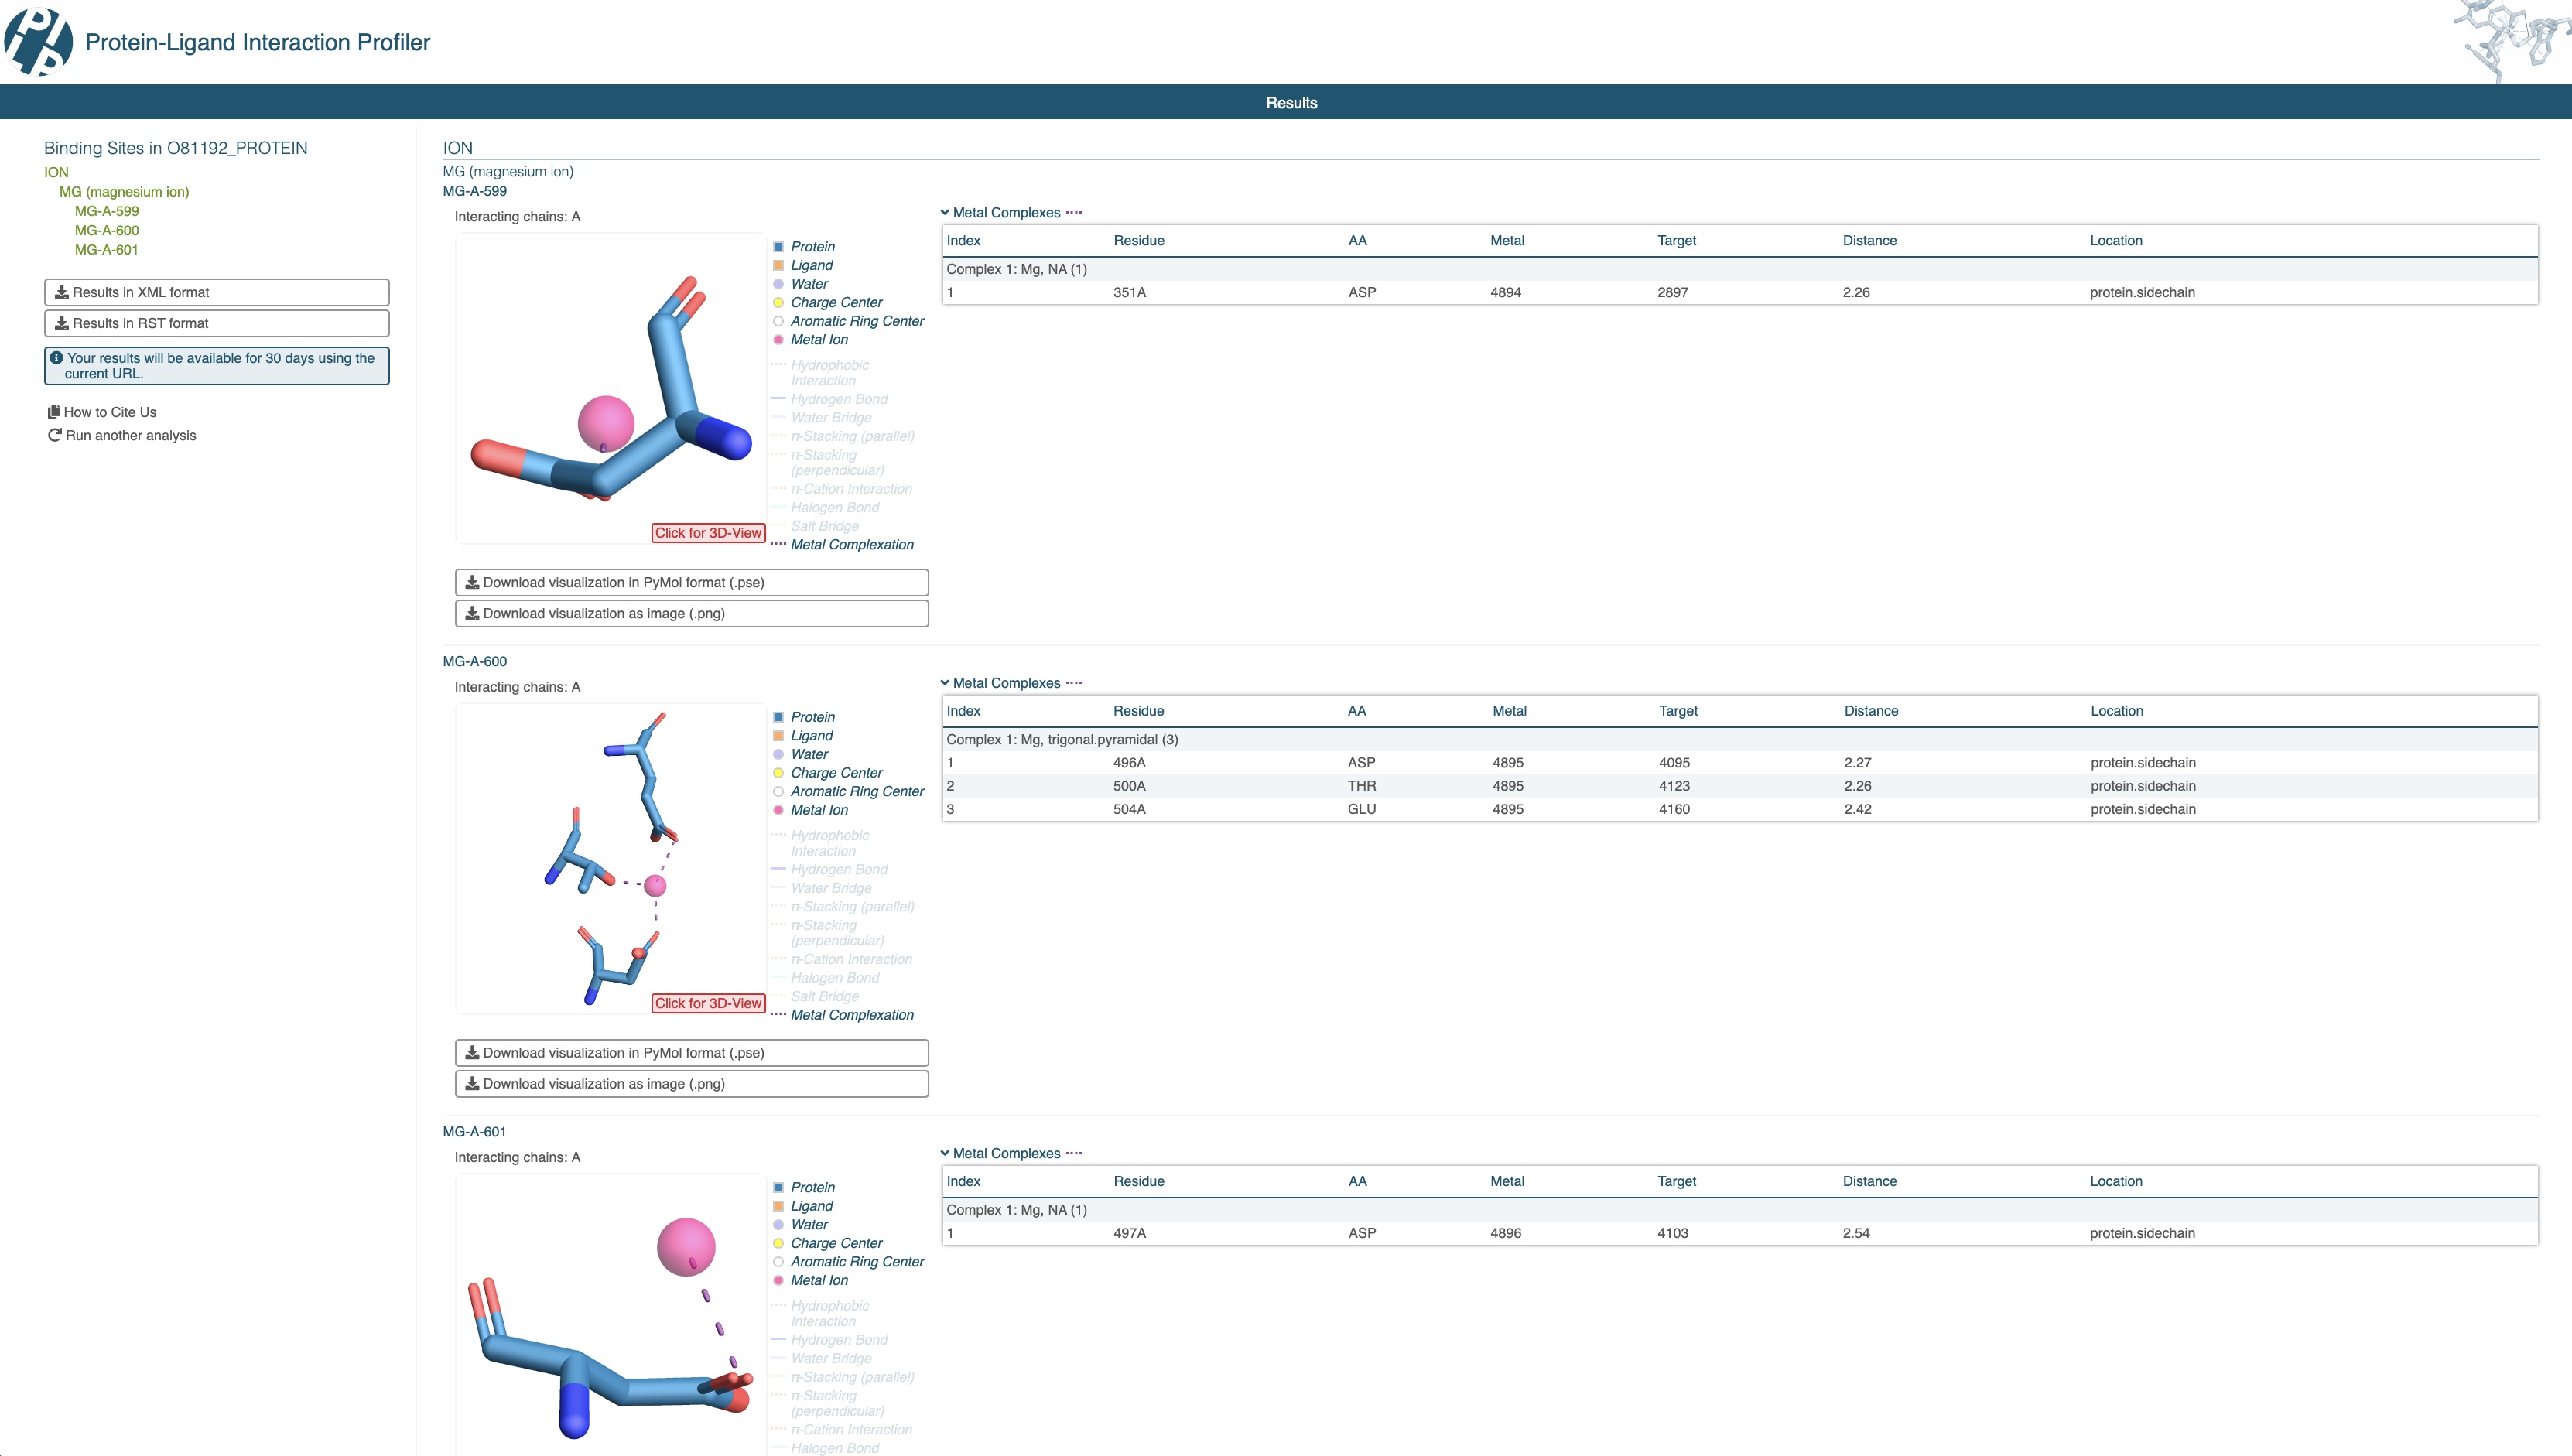 PLIP
Protein-Ligand Interaction Profiler
Results
Binding Sites in O81192_PROTEIN
ION
MG (magnesium ion)
MG-A-599
MG-A-600
MG-A-601
Results in XML format
Results in RST format
Your results will be available for 30 days using the
current URL.
How to Cite Us
Run another analysis
ION
MG (magnesium ion)
MG-A-599
Interacting chains: A
Protein
Ligand
Water
Charge Center
Aromatic Ring Center
Metal Ion
Hydrophobic
Interaction
Hydrogen Bond
Water Bridge
π-Stacking (parallel)
π-Stacking
(perpendicular)
π-Cation Interaction
Halogen Bond
Salt Bridge
Metal Complexation
Click for 3D-View
Download visualization in PyMol format (.pse)
Download visualization as image (.png)
Metal Complexes
Index Residue AA Metal Target Distance Location
Complex 1: Mg, NA (1)
1 351A ASP 4894 2897 2.26 protein.sidechain
MG-A-600
Interacting chains: A
Protein
Ligand
Water
Charge Center
Aromatic Ring Center
Metal Ion
Hydrophobic
Interaction
Hydrogen Bond
Water Bridge
π-Stacking (parallel)
π-Stacking
(perpendicular)
π-Cation Interaction
Halogen Bond
Salt Bridge
Metal Complexation
Click for 3D-View
Download visualization in PyMol format (.pse)
Download visualization as image (.png)
Metal Complexes
Index Residue AA Metal Target Distance Location
Complex 1: Mg, trigonal.pyramidal (3)
1 496A ASP 4895 4095 2.27 protein.sidechain
2 500A THR 4895 4123 2.26 protein.sidechain
3 504A GLU 4895 4160 2.42 protein.sidechain
MG-A-601
Interacting chains: A
Protein
Ligand
Water
Charge Center
Aromatic Ring Center
Metal Ion
Hydrophobic
Interaction
Hydrogen Bond
Water Bridge
π-Stacking (parallel)
π-Stacking
(perpendicular)
π-Cation Interaction
Halogen Bond
Metal Complexes
Index Residue AA Metal Target Distance Location
Complex 1: Mg, NA (1)
1 497A ASP 4896 4103 2.54 protein.sidechain